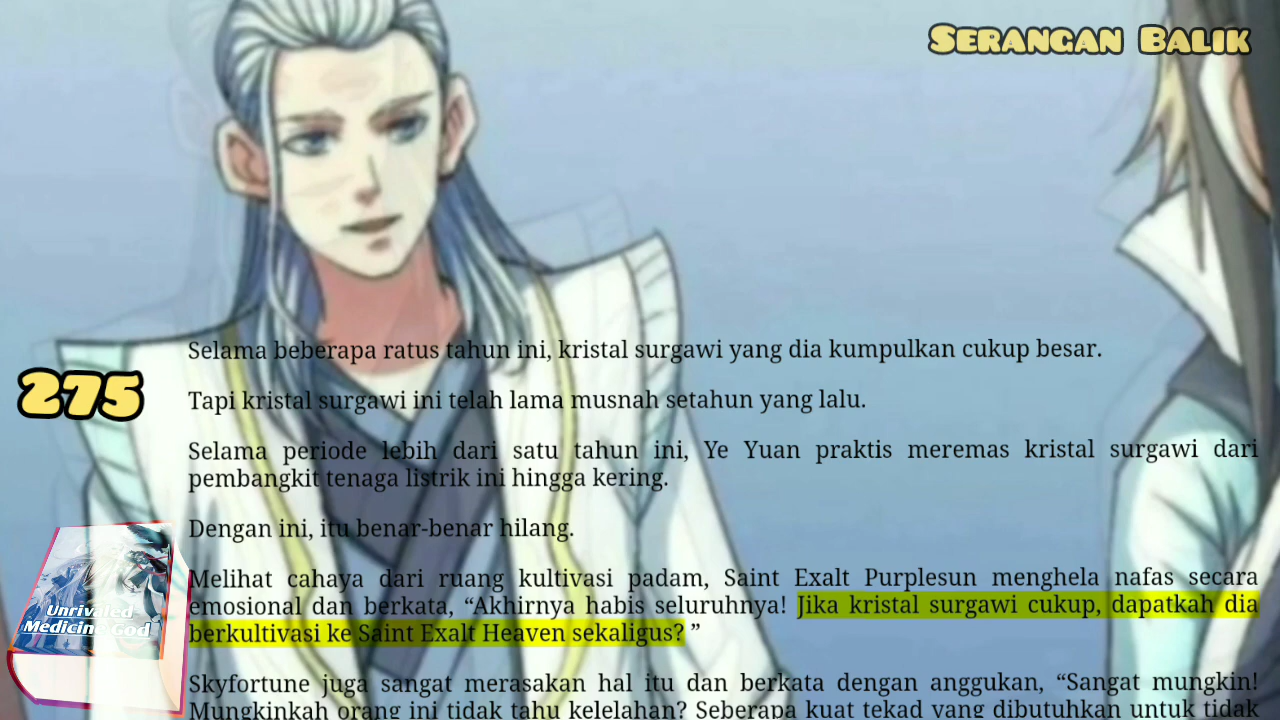 Serangan Balik
Selama beberapa ratus tahun ini, kristal surgawi yang dia kumpulkan cukup besar.
275
Tapi kristal surgawi ini telah lama musnah setahun yang lalu.
Selama periode lebih dari satu tahun ini, Ye Yuan praktis meremas kristal surgawi dari
pembangkit tenaga listrik ini hingga kering.
Dengan ini, itu benar-benar hilang.
Melihat cahaya dari ruang kultivasi padam, Saint Exalt Purplesun menghela nafas secara
emosional dan berkata, “Akhirnya habis seluruhnya! Jika kristal surgawi cukup, dapatkah dia
berkultivasi ke Saint Exalt Heaven sekaligus? ”
Unrivaled
Medicine God
Skyfortune juga sangat merasakan hal itu dan berkata dengan anggukan, “Sangat mungkin!
Mungkinkah orang ini tidak tahu kelelahan? Seberapa kuat tekad yang dibutuhkan untuk tidak